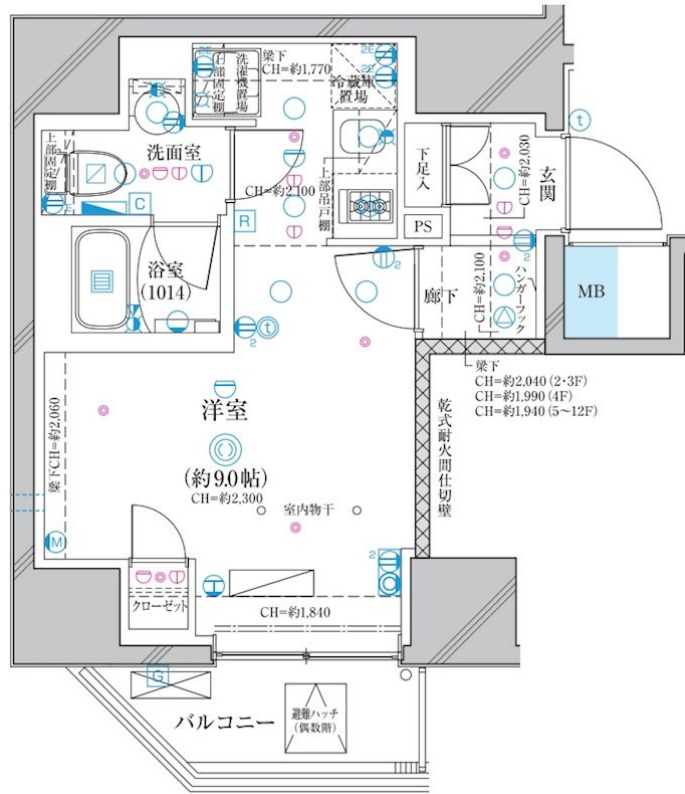 2E
上部固定棚
洗濯機置場
梁下
CH=約1,770
2E
2E
冷蔵庫
置場
t
上部固定棚
洗面室
CH=約2,100
上部吊戸棚
下足入
玄関
CH=約2,030
C
R
PS
2
浴室
(1014)
2
廊下
CH=約2,100
ハンガーフック
MB
2
t
梁下
CH=約2,040 (2・3F)
CH=約1,990 (4F)
CH=約1,940 (5〜12F)
乾式耐火間仕切壁
梁下CH=約2,060
洋室
(約9.0帖)
CH=約2,300
室内物干
M
2
クローゼット
CH=約1,840
G
バルコニー
避難ハッチ
(偶数階)